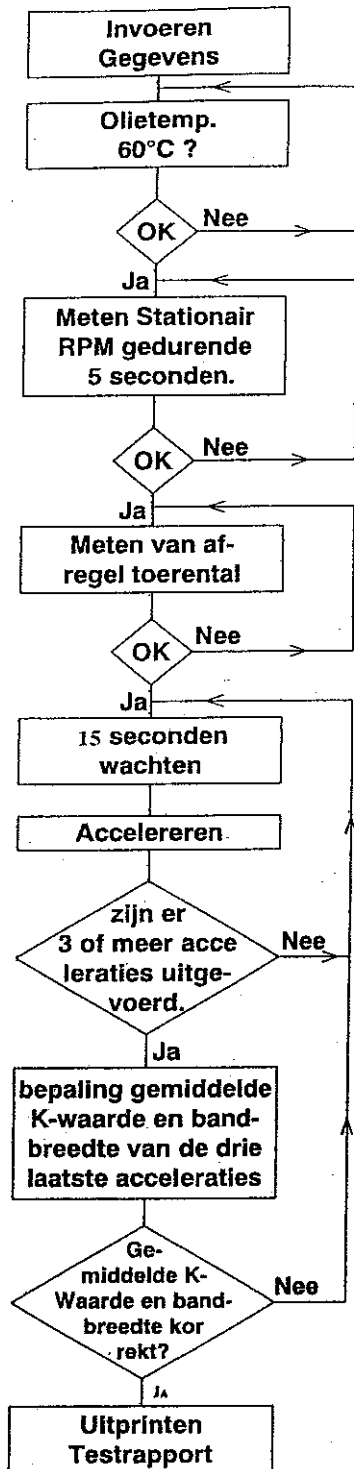 Invoeren
Gegevens
Olietemp.
60°C ?
OK
Nee
Ja
Meten Stationair
RPM gedurende
5 seconden.
OK
Nee
Ja
Meten van af-
regel toerental
OK
Nee
Ja
15 seconden
wachten
Accelereren
zijn er
3 of meer acce
leraties uitge-
voerd.
Nee
Ja
bepaling gemiddelde
K-waarde en band-
breedte van de drie
laatste acceleraties
Ge-
middelde K-
Waarde en band-
breedte kor
rekt?
Nee
JA
Uitprinten
Testrapport